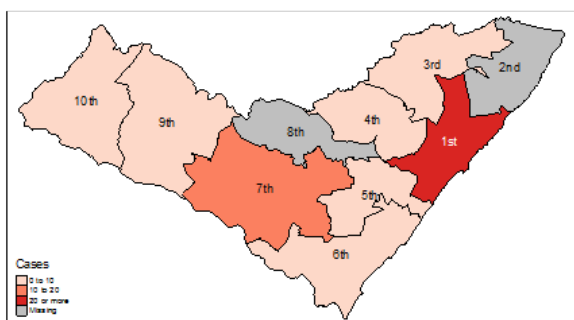 3rd
2nd
10th
9th
4th
8th
1st
7th
5th
6th
Cases
0 to 10
10 to 20
20 or more
Missing